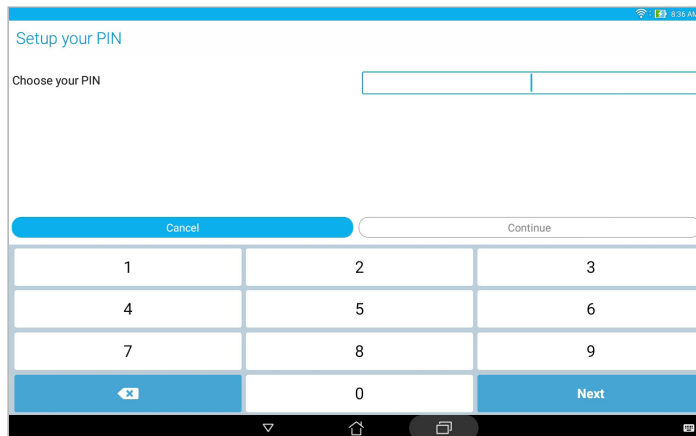 8:36 AM
Setup your PIN
Choose your PIN
Cancel Continue
1 2 3
4 5 6
7 8 9
0 Next